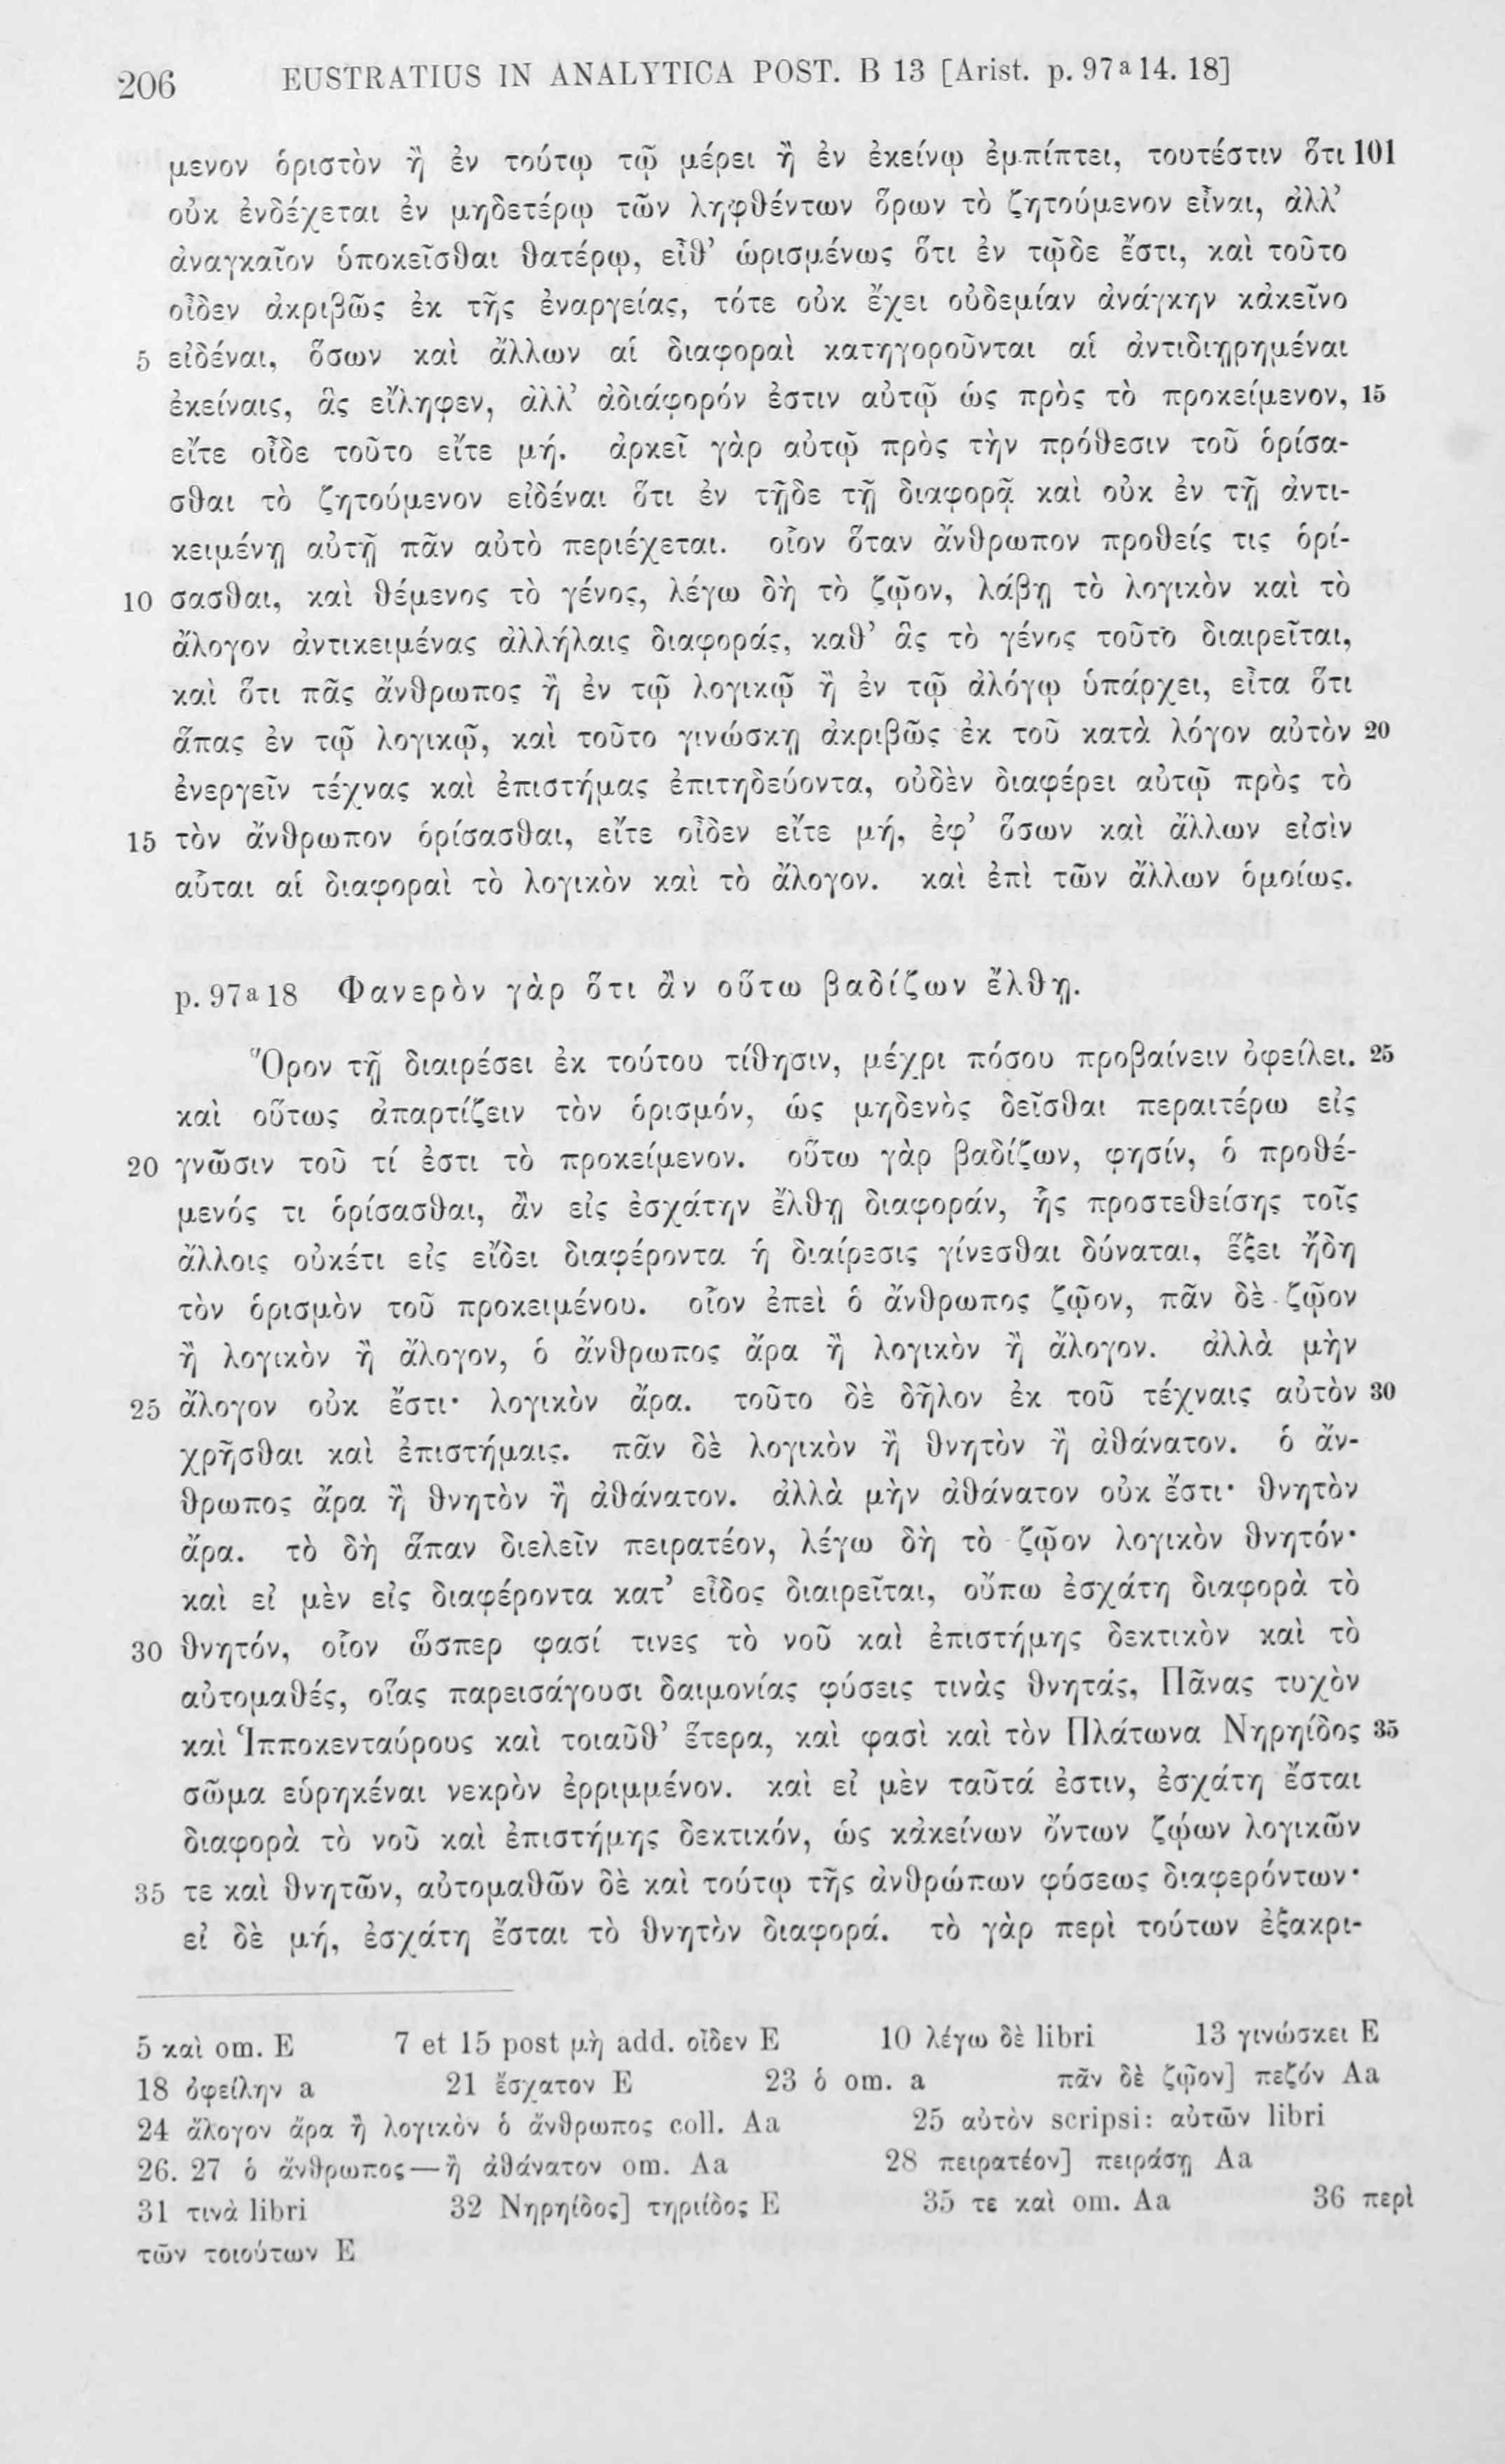 206 EUSTRATIUS IN ANALYTICA POST. B 13 [Arist. p. 97a 14. 18]
μενον ὁριστὸν ἢ ἐν τούτῳ τῷ μέρει ἢ ἐν ἐκείνῳ ἐμπίπτει, τουτέστιν ὅτι 101
οὐκ ἐνδέχεται ἐν μηδετέρῳ τῶν ληφθέντων ὅρων τὸ ζητούμενον εἶναι, ἀλλ’
ἀναγκαῖον ὑποκεῖσθαι θατέρῳ, εἶθ’ ὡρισμένως ὅτι ἐν τῷδε ἔστι, καὶ τοῦτο
οἶδεν ἀκριβῶς ἐκ τῆς ἐναργείας, τότε οὐκ ἔχει οὐδεμίαν ἀνάγκην κἀκεῖνο
5 εἰδέναι, ὅσων καὶ ἄλλων αἱ διαφοραὶ κατηγοροῦνται αἱ ἀντιδιῃρημέναι
ἐκείναις, ἃς εἴληφεν, ἀλλ’ ἀδιάφορόν ἐστιν αὐτῷ ὡς πρὸς τὸ προκείμενον, 15
εἴτε οἶδε τοῦτο εἴτε μή. ἀρκεῖ γὰρ αὐτῷ πρὸς τὴν πρόθεσιν τοῦ ὁρίσα-
σθαι τὸ ζητούμενον εἰδέναι ὅτι ἐν τῇδε τῇ διαφορᾷ καὶ οὐκ ἐν τῇ ἀντι-
κειμένῃ αὐτῇ πᾶν αὐτὸ περιέχεται. οἷον ὅταν ἄνθρωπον προθείς τις ὁρί-
10 σασθαι, καὶ θέμενος τὸ γένος, λέγω δὴ τὸ ζῷον, λάβῃ τὸ λογικὸν καὶ τὸ
ἄλογον ἀντικειμένας ἀλλήλαις διαφοράς, καθ’ ἃς τὸ γένος τοῦτο διαιρεῖται,
καὶ ὅτι πᾶς ἄνθρωπος ἢ ἐν τῷ λογικῷ ἢ ἐν τῷ ἀλόγῳ ὑπάρχει, εἶτα ὅτι
ἅπας ἐν τῷ λογικῷ, καὶ τοῦτο γινώσκῃ ἀκριβῶς ἐκ τοῦ κατὰ λόγον αὐτὸν 20
ἐνεργεῖν τέχνας καὶ ἐπιστήμας ἐπιτηδεύοντα, οὐδὲν διαφέρει αὐτῷ πρὸς τὸ
15 τὸν ἄνθρωπον ὁρίσασθαι, εἴτε οἶδεν εἴτε μή, ἐφ’ ὅσων καὶ ἄλλων εἰσὶν
αὗται αἱ διαφοραὶ τὸ λογικὸν καὶ τὸ ἄλογον. καὶ ἐπὶ τῶν ἄλλων ὁμοίως.
p. 97a 18 Φανερὸν γὰρ ὅτι ἂν οὕτω βαδίζων ἔλθῃ.
Ὅρον τῇ διαιρέσει ἐκ τούτου τίθησιν, μέχρι πόσου προβαίνειν ὀφείλει. 25
καὶ οὕτως ἀπαρτίζειν τὸν ὁρισμόν, ὡς μηδενὸς δεῖσθαι περαιτέρω εἰς
20 γνῶσιν τοῦ τί ἐστι τὸ προκείμενον. οὕτω γὰρ βαδίζων, φησίν, ὁ προθέ-
μενός τι ὁρίσασθαι, ἂν εἰς ἐσχάτην ἔλθῃ διαφοράν, ἧς προστεθείσης τοῖς
ἄλλοις οὐκέτι εἰς εἴδει διαφέροντα ἡ διαίρεσις γίνεσθαι δύναται, ἕξει ἤδη
τὸν ὁρισμὸν τοῦ προκειμένου. οἷον ἐπεὶ ὁ ἄνθρωπος ζῷον, πᾶν δὲ ζῷον
ἢ λογικὸν ἢ ἄλογον, ὁ ἄνθρωπος ἄρα ἢ λογικὸν ἢ ἄλογον. ἀλλὰ μὴν
25 ἄλογον οὐκ ἔστι· λογικὸν ἄρα. τοῦτο δὲ δῆλον ἐκ τοῦ τέχναις αὐτὸν 30
χρῆσθαι καὶ ἐπιστήμαις. πᾶν δὲ λογικὸν ἢ θνητὸν ἢ ἀθάνατον. ὁ ἄν-
θρωπος ἄρα ἢ θνητὸν ἢ ἀθάνατον. ἀλλὰ μὴν ἀθάνατον οὐκ ἔστι· θνητὸν
ἄρα. τὸ δὴ ἅπαν διελεῖν πειρατέον, λέγω δὴ τὸ ζῷον λογικὸν θνητόν·
καὶ εἰ μὲν εἰς διαφέροντα κατ’ εἶδος διαιρεῖται, οὔπω ἐσχάτη διαφορὰ τὸ
30 θνητόν, οἷον ὥσπερ φασί τινες τὸ νοῦ καὶ ἐπιστήμης δεκτικὸν καὶ τὸ
αὐτομαθές, οἵας παρεισάγουσι δαιμονίας φύσεις τινὰς θνητάς, Πᾶνας τυχὸν
καὶ Ἱπποκενταύρους καὶ τοιαῦθ’ ἕτερα, καὶ φασὶ καὶ τὸν Πλάτωνα Νηρηίδος 35
σῶμα εὑρηκέναι νεκρὸν ἐρριμμένον. καὶ εἰ μὲν ταῦτά ἐστιν, ἐσχάτη ἔσται
διαφορὰ τὸ νοῦ καὶ ἐπιστήμης δεκτικόν, ὡς κἀκείνων ὄντων ζῴων λογικῶν
35 τε καὶ θνητῶν, αὐτομαθῶν δὲ καὶ τούτῳ τῆς ἀνθρώπων φύσεως διαφερόντων·
εἰ δὲ μή, ἐσχάτη ἔσται τὸ θνητὸν διαφορά. τὸ γὰρ περὶ τούτων ἐξακρι-
5 καὶ om. E 7 et 15 post μὴ add. οἶδεν E 10 λέγω δὲ libri 13 γινώσκει E
18 ὀφείλην a 21 ἔσχατον E 23 ὁ om. a πᾶν δὲ ζῷον] πεζόν Aa
24 ἄλογον ἄρα ἢ λογικὸν ὁ ἄνθρωπος coll. Aa 25 αὐτὸν scripsi: αὐτῶν libri
26. 27 ὁ ἄνθρωπος—ἢ ἀθάνατον om. Aa 28 πειρατέον] πειράσῃ Aa
31 τινὰ libri 32 Νηρηίδος] τηριίδος E 35 τε καὶ om. Aa 36 περὶ
τῶν τοιούτων E